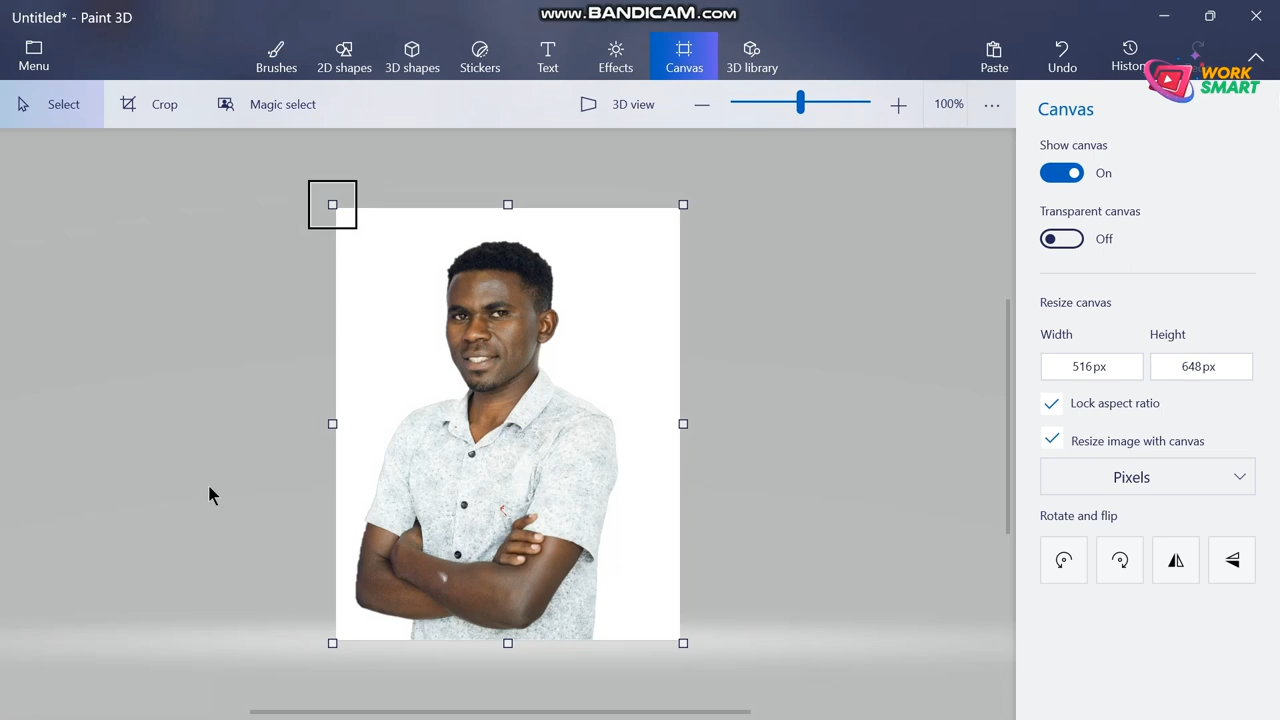 www.BANDICAM.com
Untitled* - Paint 3D
Menu
Brushes
2D shapes
3D shapes
Stickers
Text
Effects
Canvas
3D library
Paste
Undo
WORK
SMART
Select
Crop
Magic select
3D view
100%
Canvas
Show canvas
On
Transparent canvas
Off
Resize canvas
Width
Height
516px
648px
Lock aspect ratio
Resize image with canvas
Pixels
Rotate and flip